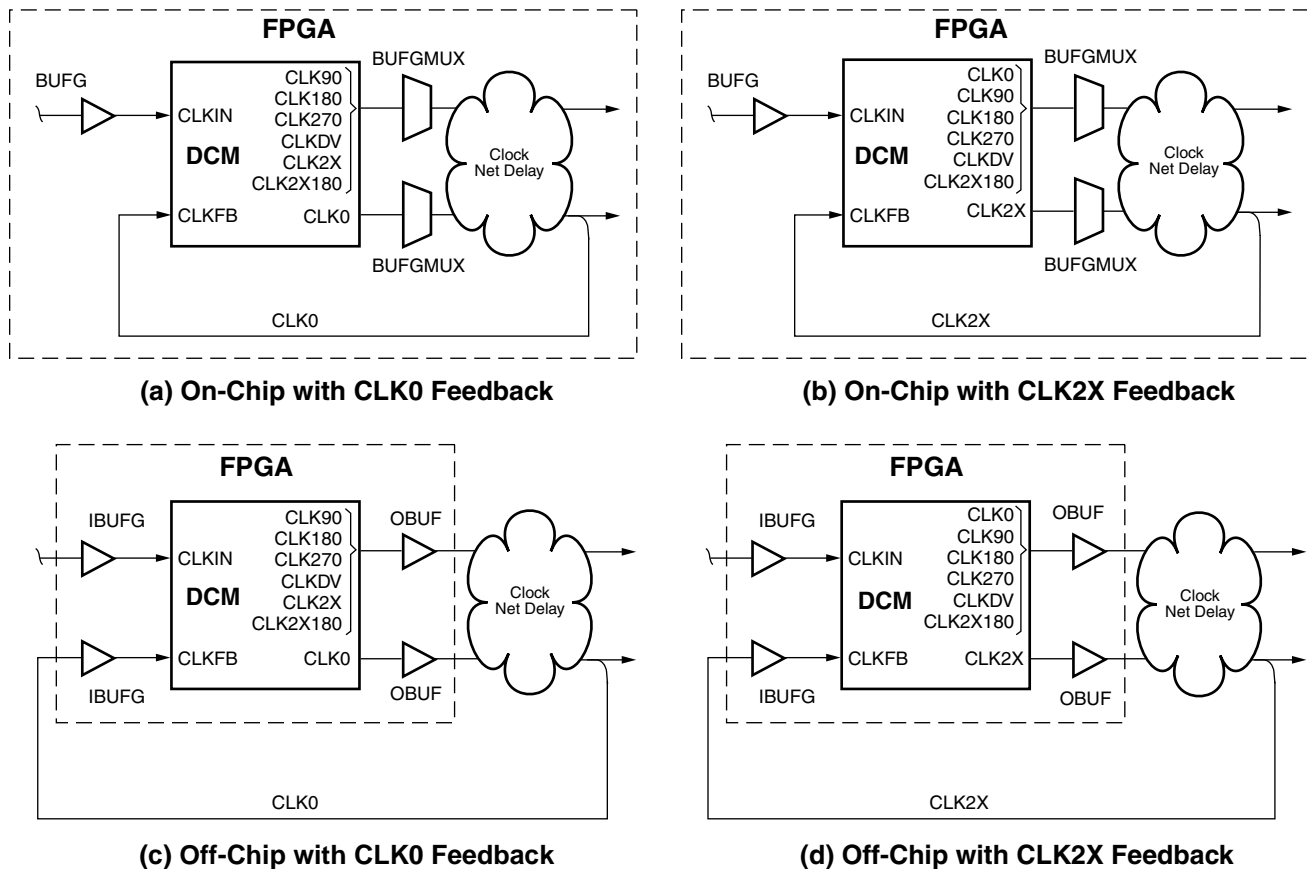 FPGA
BUFG
CLKIN
DCM
CLKFB
CLK90
CLK180
CLK270
CLKDV
CLK2X
CLK2X180
CLK0
BUFGMUX
BUFGMUX
Clock
Net Delay
CLK0
(a) On-Chip with CLK0 Feedback
FPGA
BUFG
CLKIN
DCM
CLKFB
CLK0
CLK90
CLK180
CLK270
CLKDV
CLK2X180
CLK2X
BUFGMUX
BUFGMUX
Clock
Net Delay
CLK2X
(b) On-Chip with CLK2X Feedback
FPGA
IBUFG
IBUFG
CLKIN
DCM
CLKFB
CLK90
CLK180
CLK270
CLKDV
CLK2X
CLK2X180
CLK0
OBUF
OBUF
Clock
Net Delay
CLK0
(c) Off-Chip with CLK0 Feedback
FPGA
IBUFG
IBUFG
CLKIN
DCM
CLKFB
CLK0
CLK90
CLK180
CLK270
CLKDV
CLK2X180
CLK2X
OBUF
OBUF
Clock
Net Delay
CLK2X
(d) Off-Chip with CLK2X Feedback